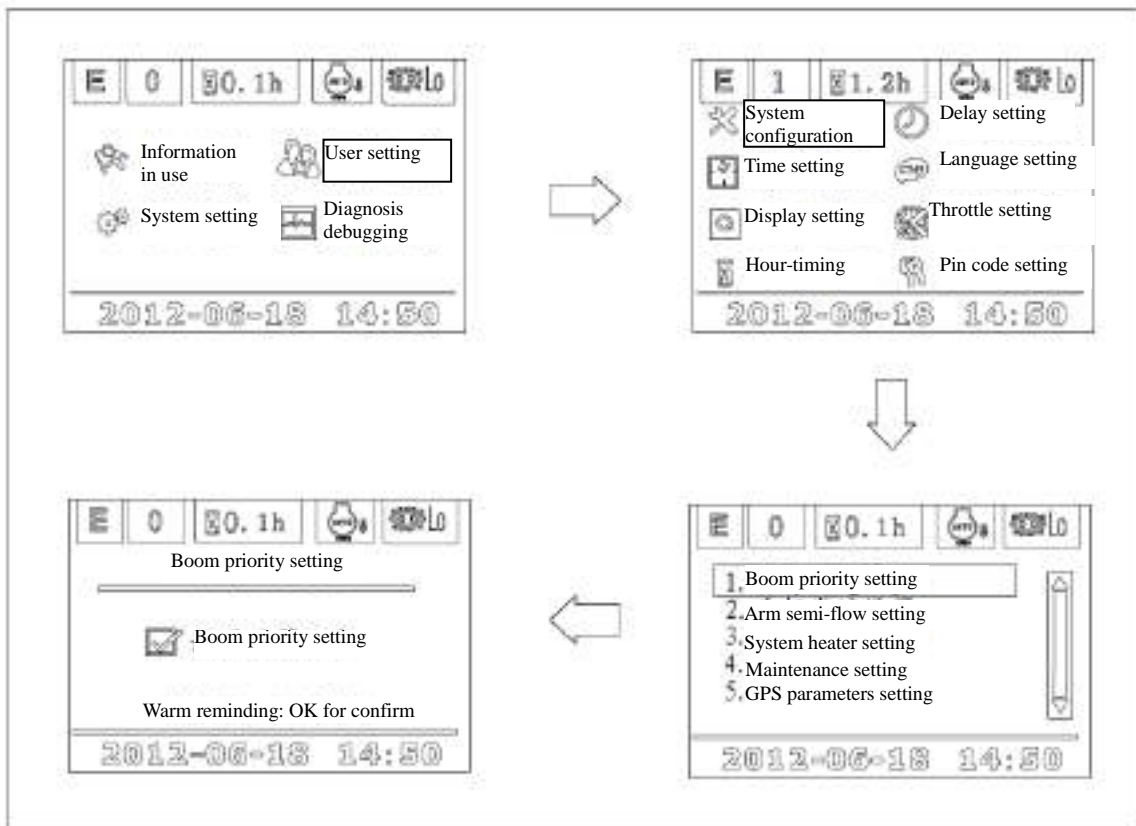 E 0 0.1h Lo
Information in use
User setting
System setting
Diagnosis debugging
2012-06-18 14:50
E 1 1.2h Lo
System configuration
Delay setting
Time setting
Language setting
Display setting
Throttle setting
Hour-timing
Pin code setting
2012-06-18 14:50
E 0 0.1h Lo
Boom priority setting
Boom priority setting
Warm reminding: OK for confirm
2012-06-18 14:50
E 0 0.1h Lo
1. Boom priority setting
2. Arm semi-flow setting
3. System heater setting
4. Maintenance setting
5. GPS parameters setting
2012-06-18 14:50